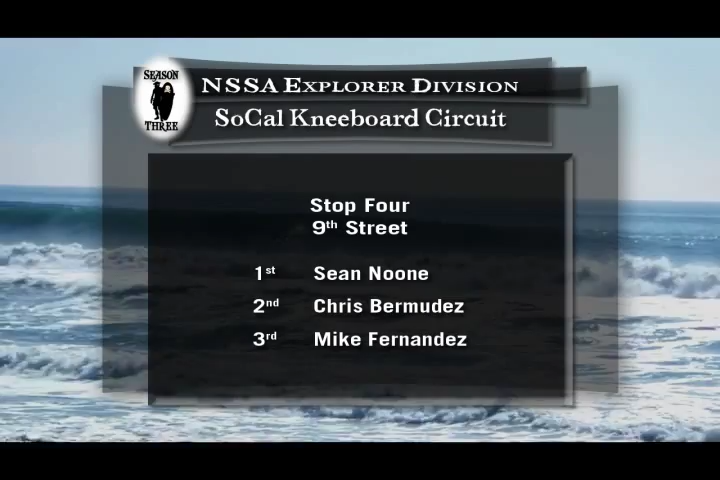 SEASON
THREE
NSSA EXPLORER DIVISION
SoCal Kneeboard Circuit
Stop Four
9th Street
1st Sean Noone
2nd Chris Bermudez
3rd Mike Fernandez